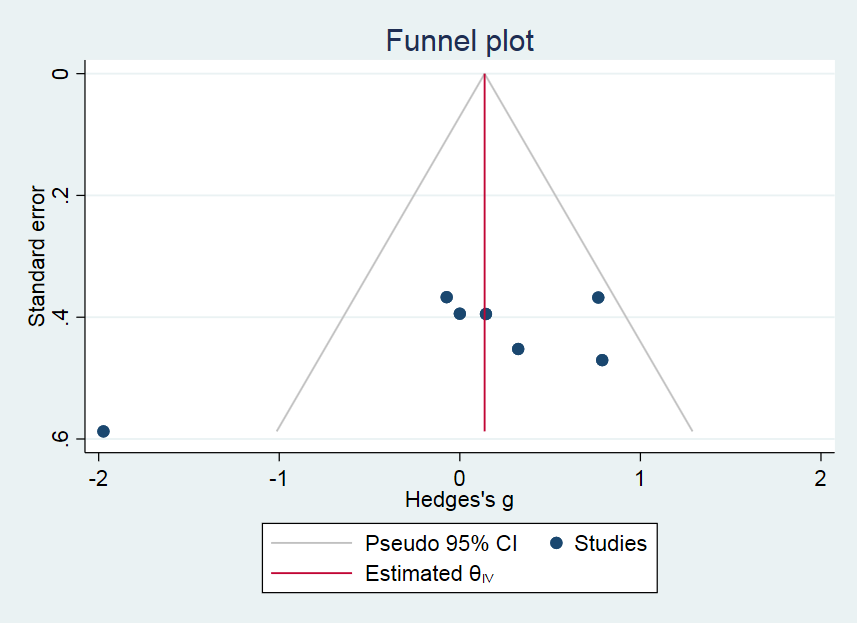 Funnel plot
Standard error
0
.2
.4
.6
-2 -1 0 1 2
Hedges's g
Pseudo 95% CI Studies
Estimated θIV